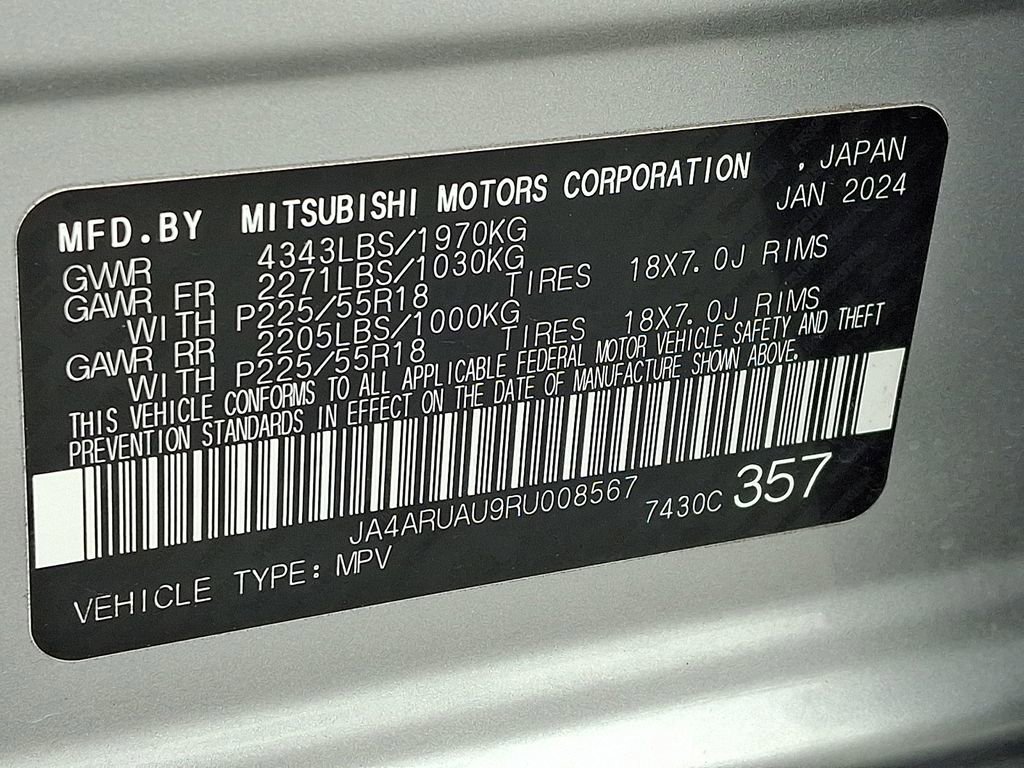 MFD.BY MITSUBISHI MOTORS CORPORATION , JAPAN
JAN 2024
GVWR 4343LBS/1970KG
GAWR FR 2271LBS/1030KG
WITH P225/55R18 TIRES 18X7.0J RIMS
GAWR RR 2205LBS/1000KG
WITH P225/55R18 TIRES 18X7.0J RIMS
THIS VEHICLE CONFORMS TO ALL APPLICABLE FEDERAL MOTOR VEHICLE SAFETY AND THEFT
PREVENTION STANDARDS IN EFFECT ON THE DATE OF MANUFACTURE SHOWN ABOVE.
JA4ARUAU9RU008567 7430C 357
VEHICLE TYPE: MPV